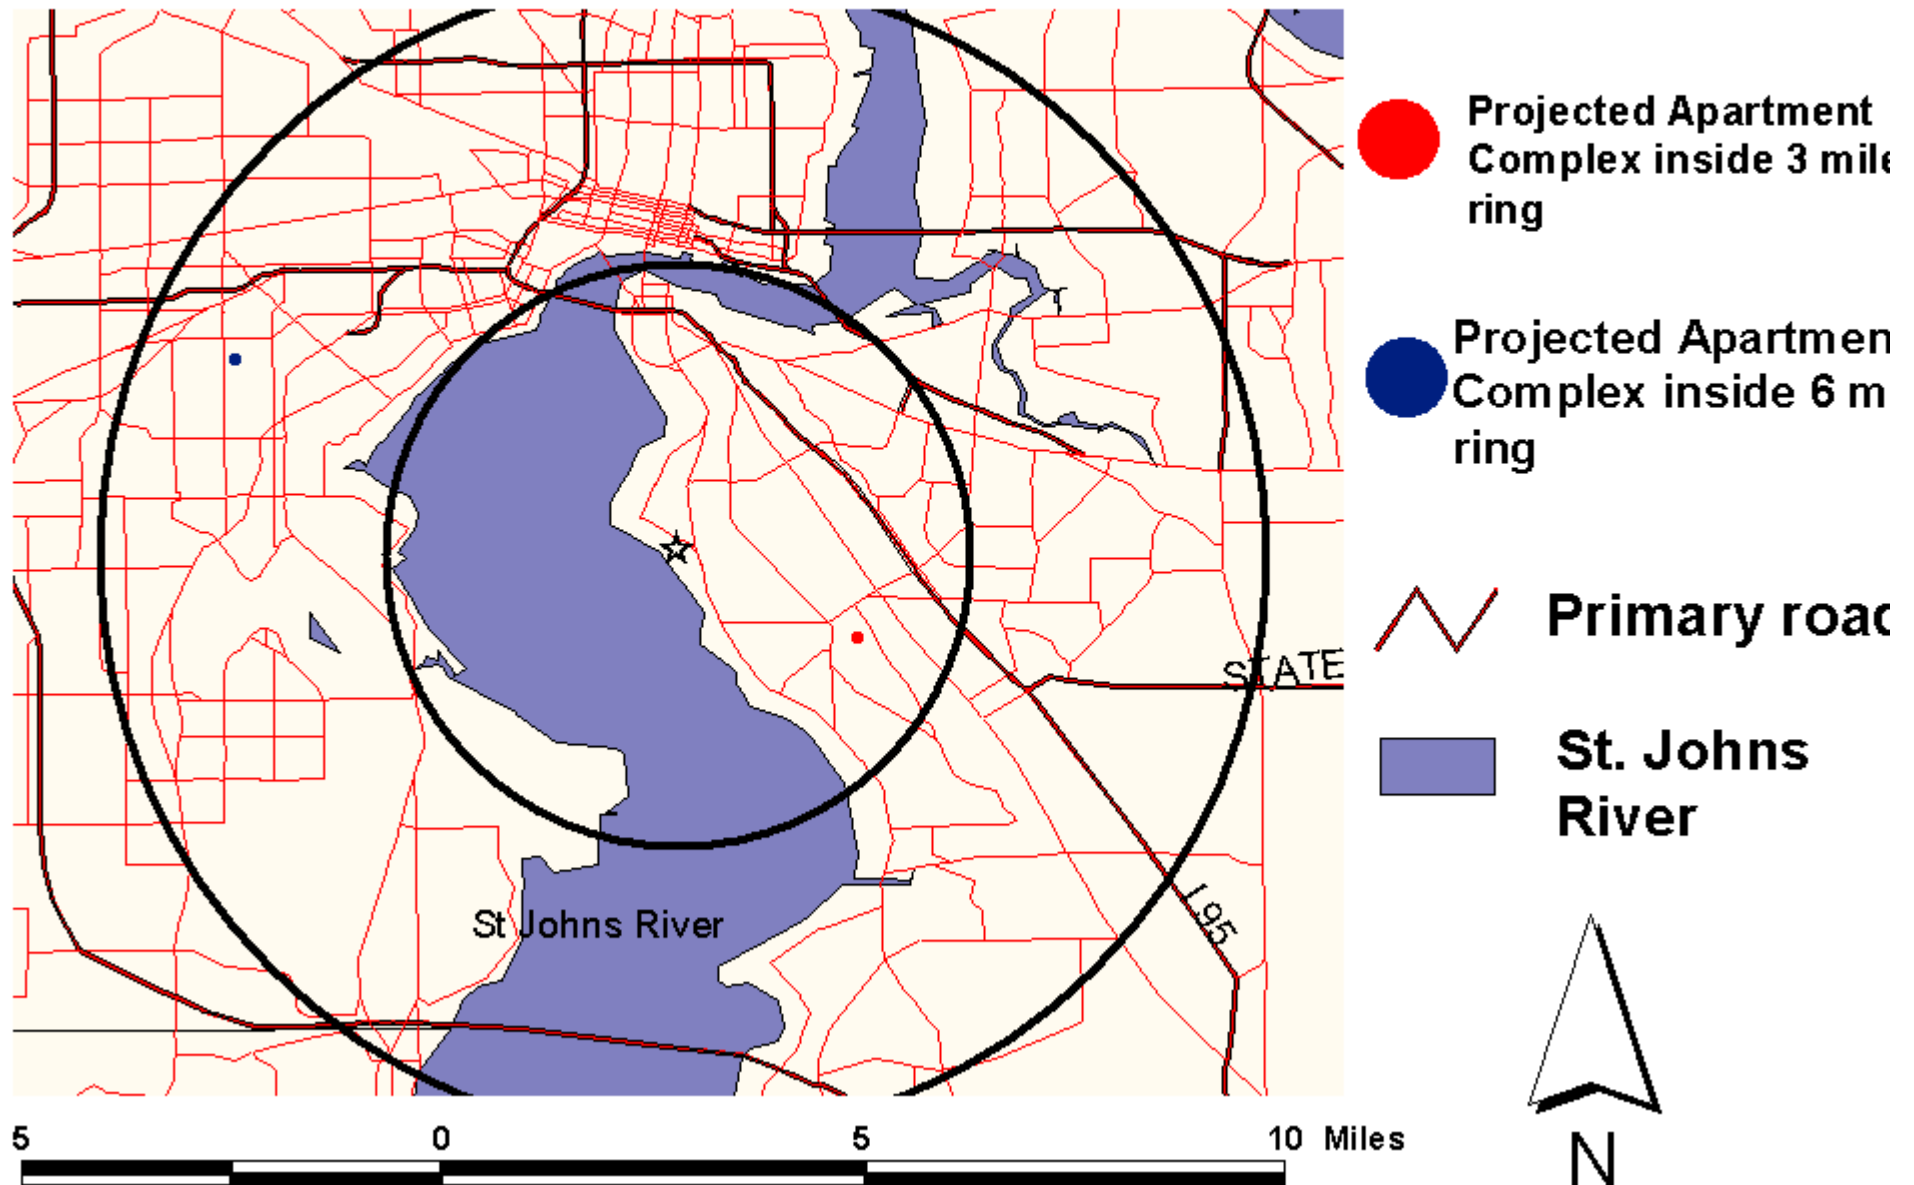 Projected Apartment
Complex inside 3 mile
ring
Projected Apartmen
Complex inside 6 m
ring
Primary road
St. Johns
River
STATE
I 95
St Johns River
5 0 5 10 Miles
N